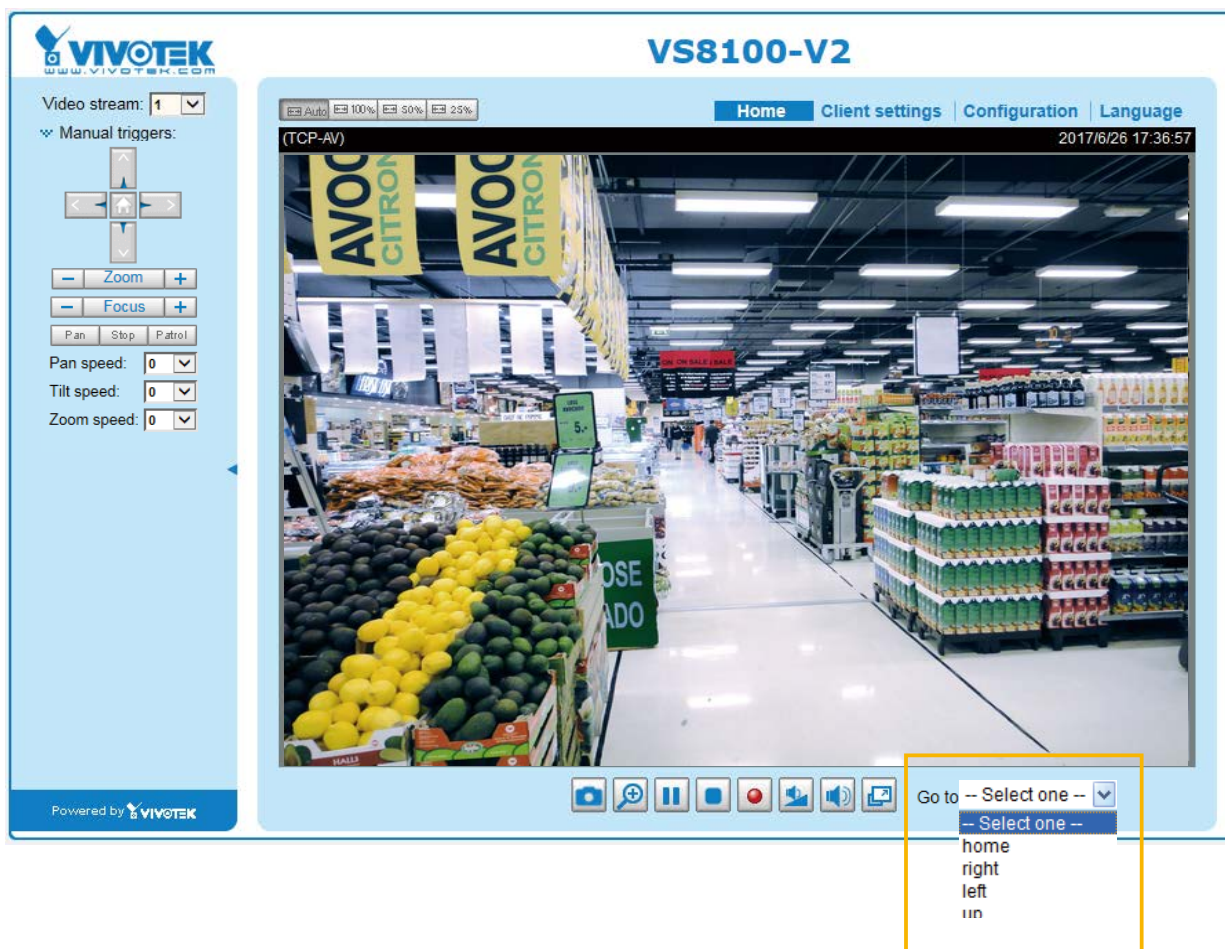 VIVOTEK
www.vivotek.com
VS8100-V2
Video stream: 1
Manual triggers:
Zoom
Focus
Pan Stop Patrol
Pan speed: 0
Tilt speed: 0
Zoom speed: 0
Powered by VIVOTEK
Auto 100% 50% 25%
Home Client settings Configuration Language
(TCP-AV) 2017/6/26 17:36:57
AVOC
CITRON
AVOC
CITRON
ON SALE
5.-
OSE
ADO
HALLI
Go to -- Select one --
-- Select one --
home
right
left
up